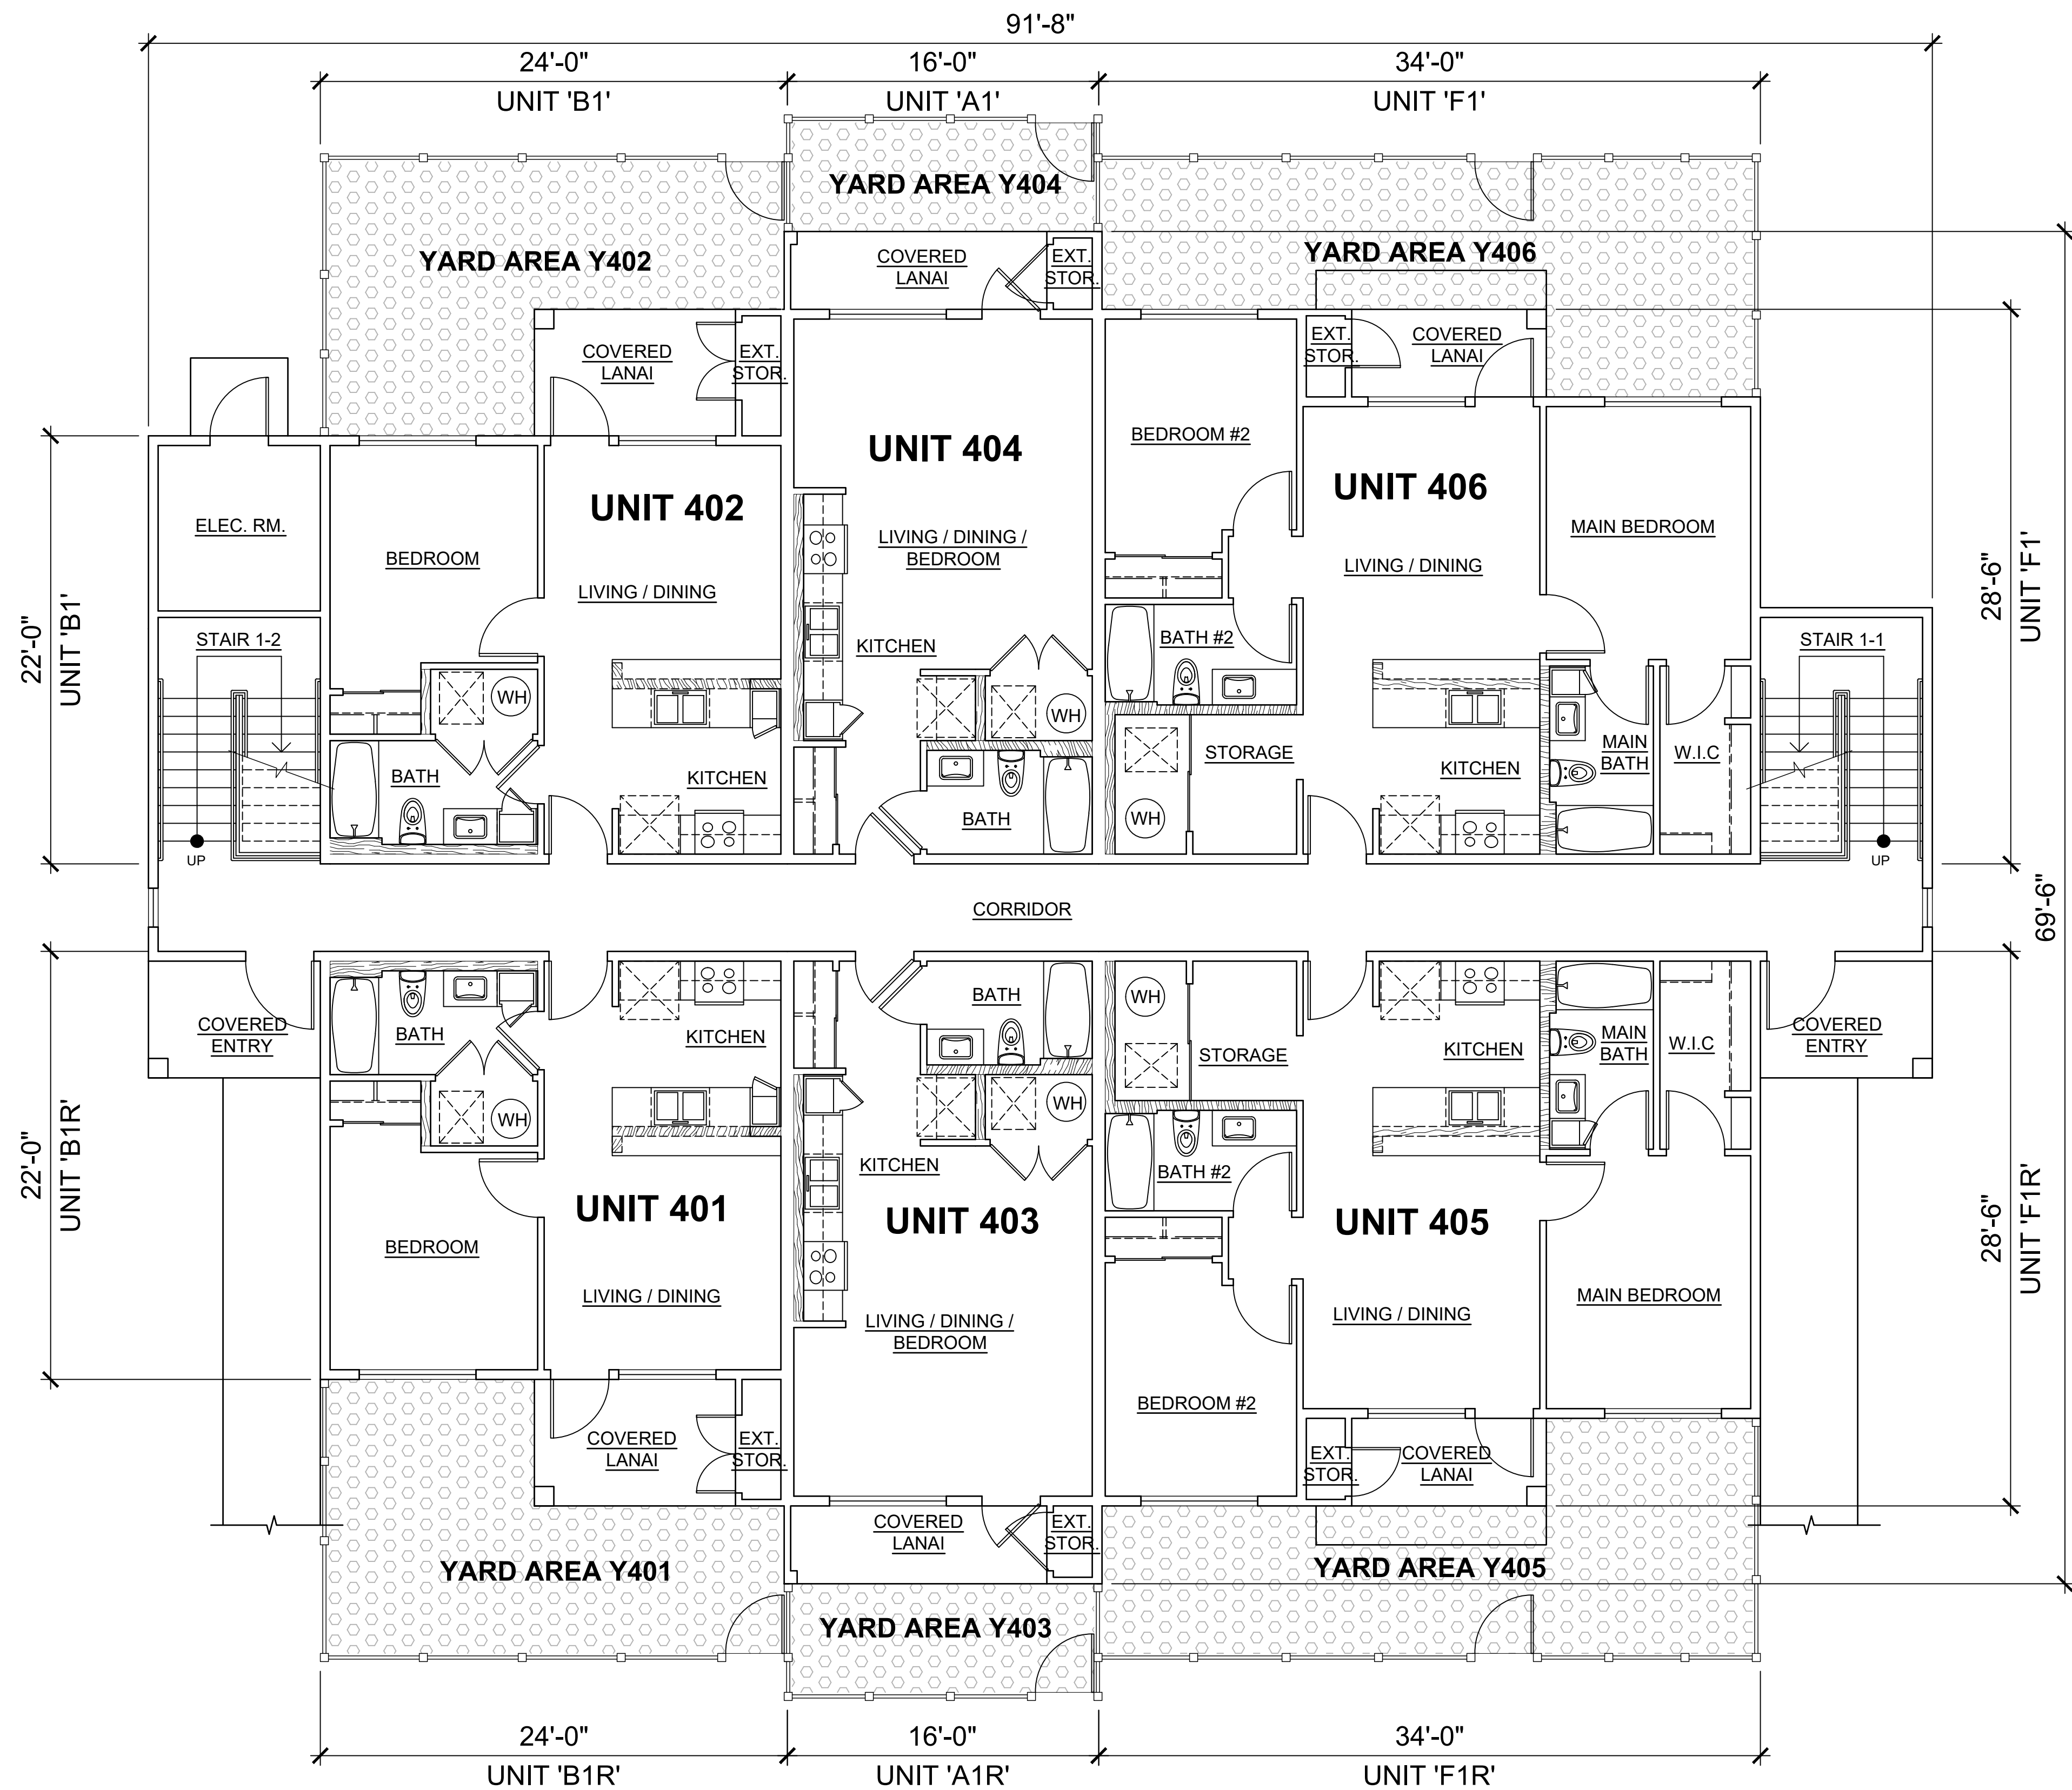 91'-8"
24'-0"
16'-0"
34'-0"
UNIT 'B1'
UNIT 'A1'
UNIT 'F1'
YARD AREA Y404
YARD AREA Y402
YARD AREA Y406
COVERED
LANAI
EXT.
STOR.
COVERED
LANAI
EXT.
STOR.
EXT.
STOR.
COVERED
LANAI
UNIT 404
BEDROOM #2
UNIT 406
UNIT 402
ELEC. RM.
BEDROOM
LIVING / DINING /
BEDROOM
MAIN BEDROOM
LIVING / DINING
LIVING / DINING
22'-0"
UNIT 'B1'
28'-6"
UNIT 'F1'
STAIR 1-2
KITCHEN
BATH #2
STAIR 1-1
WH
WH
BATH
KITCHEN
STORAGE
KITCHEN
MAIN
BATH
W.I.C
BATH
WH
UP
UP
CORRIDOR
69'-6"
COVERED
ENTRY
BATH
KITCHEN
BATH
WH
STORAGE
KITCHEN
MAIN
BATH
W.I.C
COVERED
ENTRY
WH
WH
22'-0"
UNIT 'B1R'
KITCHEN
BATH #2
28'-6"
UNIT 'F1R'
UNIT 401
UNIT 403
UNIT 405
BEDROOM
LIVING / DINING
LIVING / DINING /
BEDROOM
LIVING / DINING
MAIN BEDROOM
BEDROOM #2
COVERED
LANAI
EXT.
STOR.
EXT.
STOR.
COVERED
LANAI
COVERED
LANAI
EXT.
STOR.
YARD AREA Y401
YARD AREA Y405
YARD AREA Y403
24'-0"
16'-0"
34'-0"
UNIT 'B1R'
UNIT 'A1R'
UNIT 'F1R'